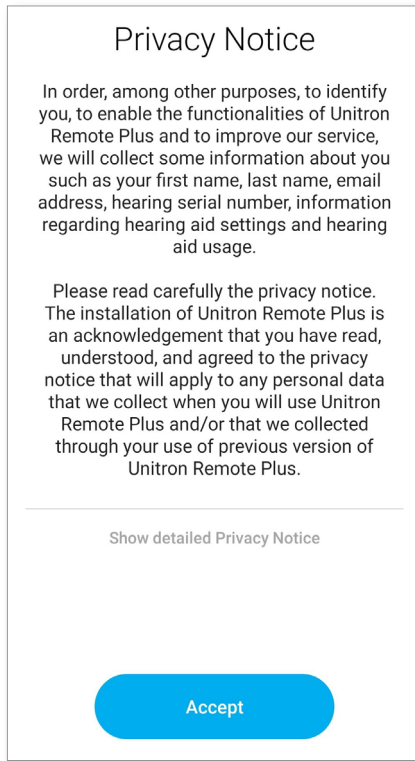 Privacy Notice
In order, among other purposes, to identify
you, to enable the functionalities of Unitron
Remote Plus and to improve our service,
we will collect some information about you
such as your first name, last name, email
address, hearing serial number, information
regarding hearing aid settings and hearing
aid usage.
Please read carefully the privacy notice.
The installation of Unitron Remote Plus is
an acknowledgement that you have read,
understood, and agreed to the privacy
notice that will apply to any personal data
that we collect when you will use Unitron
Remote Plus and/or that we collected
through your use of previous version of
Unitron Remote Plus.
Show detailed Privacy Notice
Accept